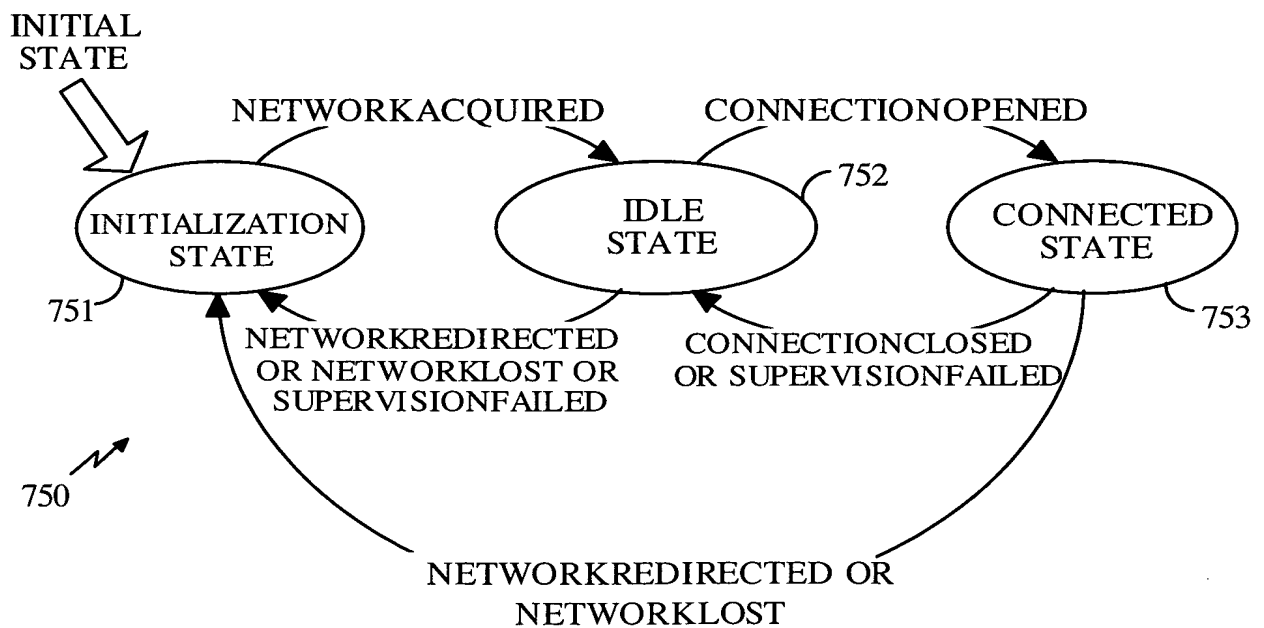 INITIAL
STATE
NETWORKACQUIRED
CONNECTIONOPENED
752
INITIALIZATION
STATE
IDLE
STATE
CONNECTED
STATE
751
753
NETWORKREDIRECTED
OR NETWORKLOST OR
SUPERVISIONFAILED
CONNECTIONCLOSED
OR SUPERVISIONFAILED
750
NETWORKREDIRECTED OR
NETWORKLOST